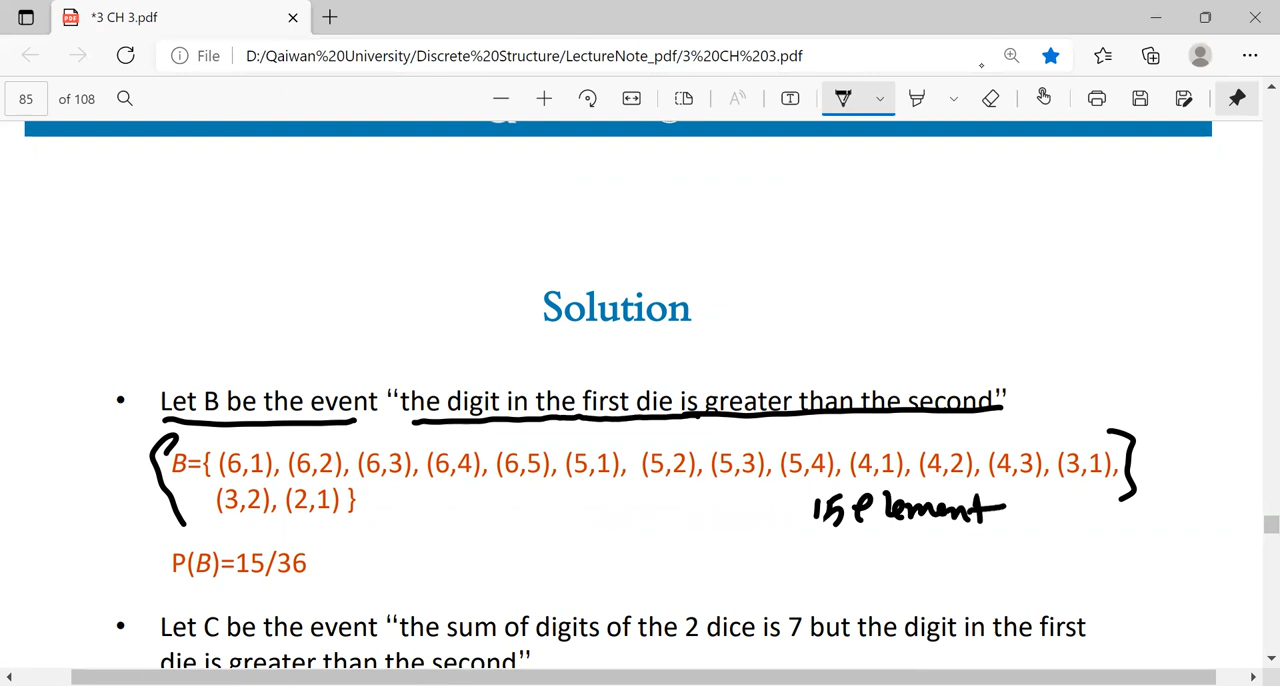 *3 CH 3.pdf
File
D:/Qaiwan%20University/Discrete%20Structure/LectureNote_pdf/3%20CH%203.pdf
85 of 108
Solution
• Let B be the event “the digit in the first die is greater than the second”
B={ (6,1), (6,2), (6,3), (6,4), (6,5), (5,1), (5,2), (5,3), (5,4), (4,1), (4,2), (4,3), (3,1),
(3,2), (2,1) }
15 element
P(B)=15/36
• Let C be the event “the sum of digits of the 2 dice is 7 but the digit in the first
die is greater than the second”